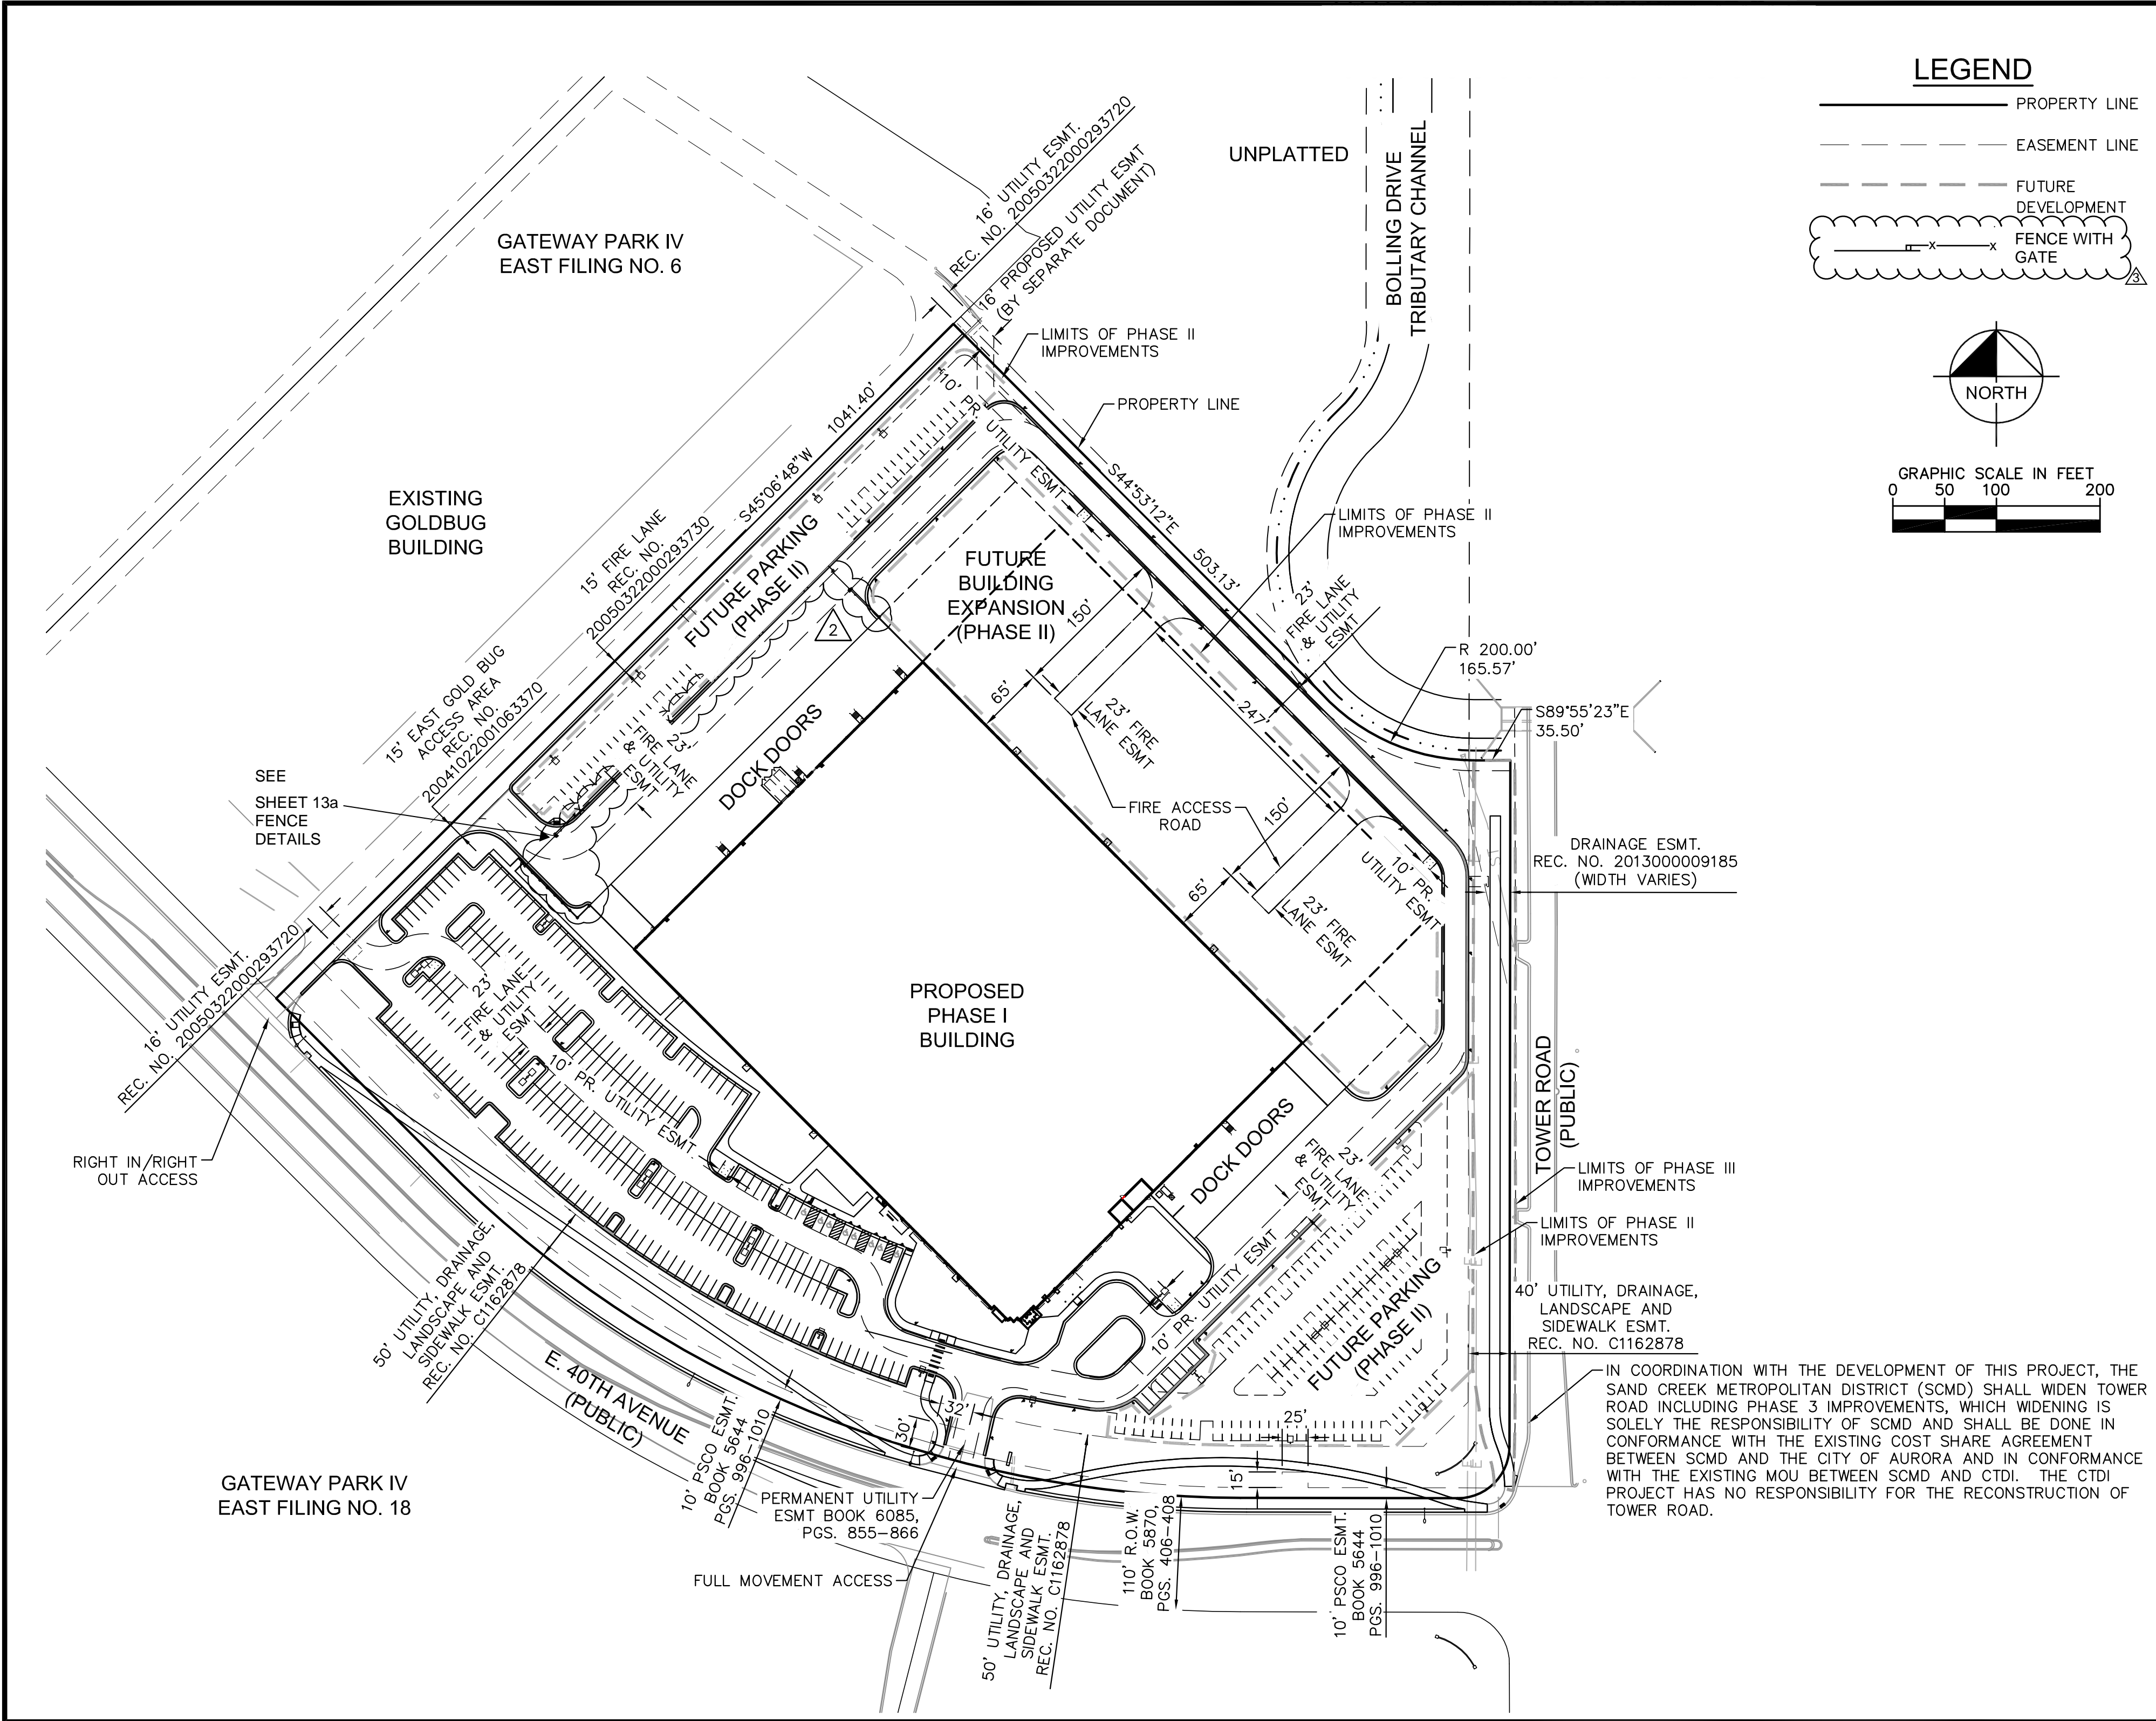 LEGEND
PROPERTY LINE
EASEMENT LINE
FUTURE
DEVELOPMENT
FENCE WITH
GATE
3
NORTH
GRAPHIC SCALE IN FEET
0 50 100 200
UNPLATTED
BOLLING DRIVE
TRIBUTARY CHANNEL
16' UTILITY ESMT.
REC. NO. 2005032200029​3720
16' PROPOSED UTILITY ESMT
(BY SEPARATE DOCUMENT)
GATEWAY PARK IV
EAST FILING NO. 6
LIMITS OF PHASE II
IMPROVEMENTS
PROPERTY LINE
S45°06'48"W 1041.40'
10' PR. UTILITY ESMT
S44°53'12"E 503.13'
EXISTING
GOLDBUG
BUILDING
15' FIRE LANE
REC. NO.
200503220​00293730
FUTURE PARKING
(PHASE II)
2
FUTURE
BUILDING
EXPANSION
(PHASE II)
LIMITS OF PHASE II
IMPROVEMENTS
23'
FIRE LANE
& UTILITY
ESMT
150'
65'
23' FIRE
LANE ESMT
247'
R 200.00'
165.57'
S89°55'23"E
35.50'
15' EAST GOLD BUG
ACCESS AREA
REC. NO.
2004102​2001063370
SEE
SHEET 13a
FENCE
DETAILS
23'
FIRE LANE
& UTILITY
ESMT
DOCK DOORS
FIRE ACCESS
ROAD
150'
65'
23' FIRE
LANE ESMT
10' PR.
UTILITY ESMT
DRAINAGE ESMT.
REC. NO. 2013000009185
(WIDTH VARIES)
16' UTILITY ESMT.
REC. NO. 20050322000293720
23'
FIRE LANE
& UTILITY
ESMT
10' PR. UTILITY ESMT.
PROPOSED
PHASE I
BUILDING
TOWER ROAD
(PUBLIC)
RIGHT IN/RIGHT
OUT ACCESS
DOCK DOORS
23'
FIRE LANE
& UTILITY
ESMT
LIMITS OF PHASE III
IMPROVEMENTS
LIMITS OF PHASE II
IMPROVEMENTS
10' PR. UTILITY ESMT
FUTURE PARKING
(PHASE II)
40' UTILITY, DRAINAGE,
LANDSCAPE AND
SIDEWALK ESMT.
REC. NO. C1162878
50' UTILITY, DRAINAGE,
LANDSCAPE AND
SIDEWALK ESMT.
REC. NO. C1162878
E. 40TH AVENUE
(PUBLIC)
IN COORDINATION WITH THE DEVELOPMENT OF THIS PROJECT, THE
SAND CREEK METROPOLITAN DISTRICT (SCMD) SHALL WIDEN TOWER
ROAD INCLUDING PHASE 3 IMPROVEMENTS, WHICH WIDENING IS
SOLELY THE RESPONSIBILITY OF SCMD AND SHALL BE DONE IN
CONFORMANCE WITH THE EXISTING COST SHARE AGREEMENT
BETWEEN SCMD AND THE CITY OF AURORA AND IN CONFORMANCE
WITH THE EXISTING MOU BETWEEN SCMD AND CTDI. THE CTDI
PROJECT HAS NO RESPONSIBILITY FOR THE RECONSTRUCTION OF
TOWER ROAD.
32'
30'
25'
15'
GATEWAY PARK IV
EAST FILING NO. 18
10' PSCO ESMT.
BOOK 5644
PGS. 996-1010
PERMANENT UTILITY
ESMT BOOK 6085,
PGS. 855-866
FULL MOVEMENT ACCESS
50' UTILITY, DRAINAGE,
LANDSCAPE AND
SIDEWALK ESMT.
REC. NO. C1162878
110' R.O.W.
BOOK 5870,
PGS. 406-408
10' PSCO ESMT.
BOOK 5644
PGS. 996-1010